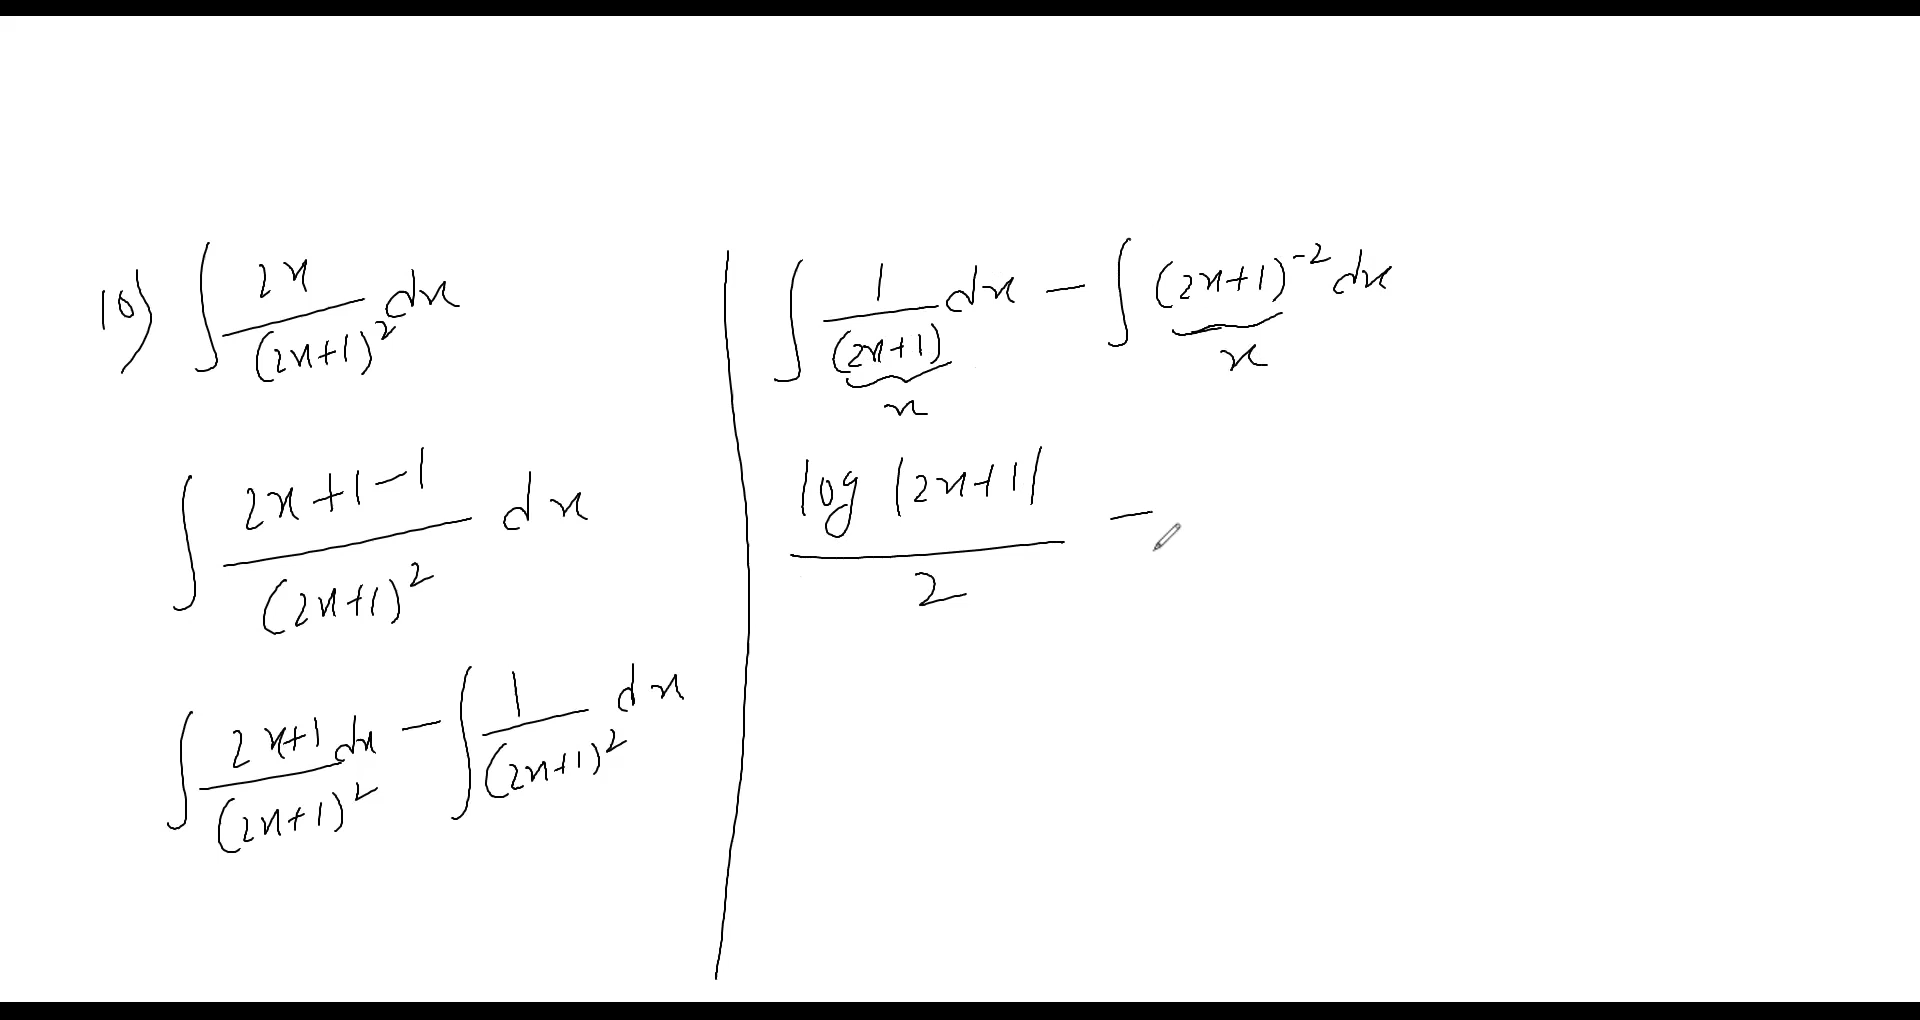 10) ∫ 2x / (2x+1)² dx
∫ (2x+1-1) / (2x+1)² dx
∫ (2x+1) / (2x+1)² dx - ∫ 1 / (2x+1)² dx
∫ 1 / (2x+1) dx - ∫ (2x+1)⁻² dx
x x
log |2x+1| / 2 -